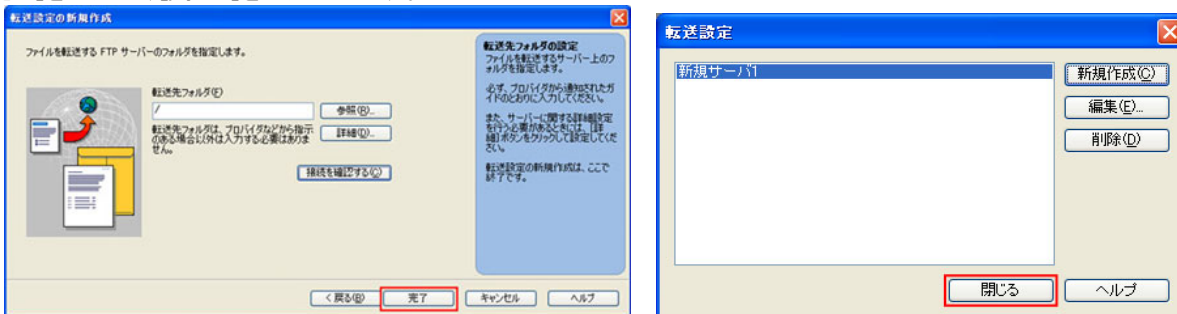 転送設定の新規作成
ファイルを転送する FTP サーバーのフォルダを指定します。
転送先フォルダ(F)
/
参照(R)...
転送先フォルダは、プロバイダなどから指示
のある場合以外は入力する必要はありま
せん。
詳細(D)...
接続を確認する(C)
転送先フォルダの設定
ファイルを転送するサーバー上のフ
ォルダを指定します。
必ず、プロバイダから通知されたガ
イドのとおりに入力してください。
また、サーバーに関する詳細設定
を行う必要があるときには、[詳
細]ボタンをクリックして設定してくだ
さい。
転送設定の新規作成は、ここで
終了です。
< 戻る(B)
完了
キャンセル
ヘルプ
転送設定
新規サーバ1
新規作成(C)
編集(E)...
削除(D)
閉じる
ヘルプ